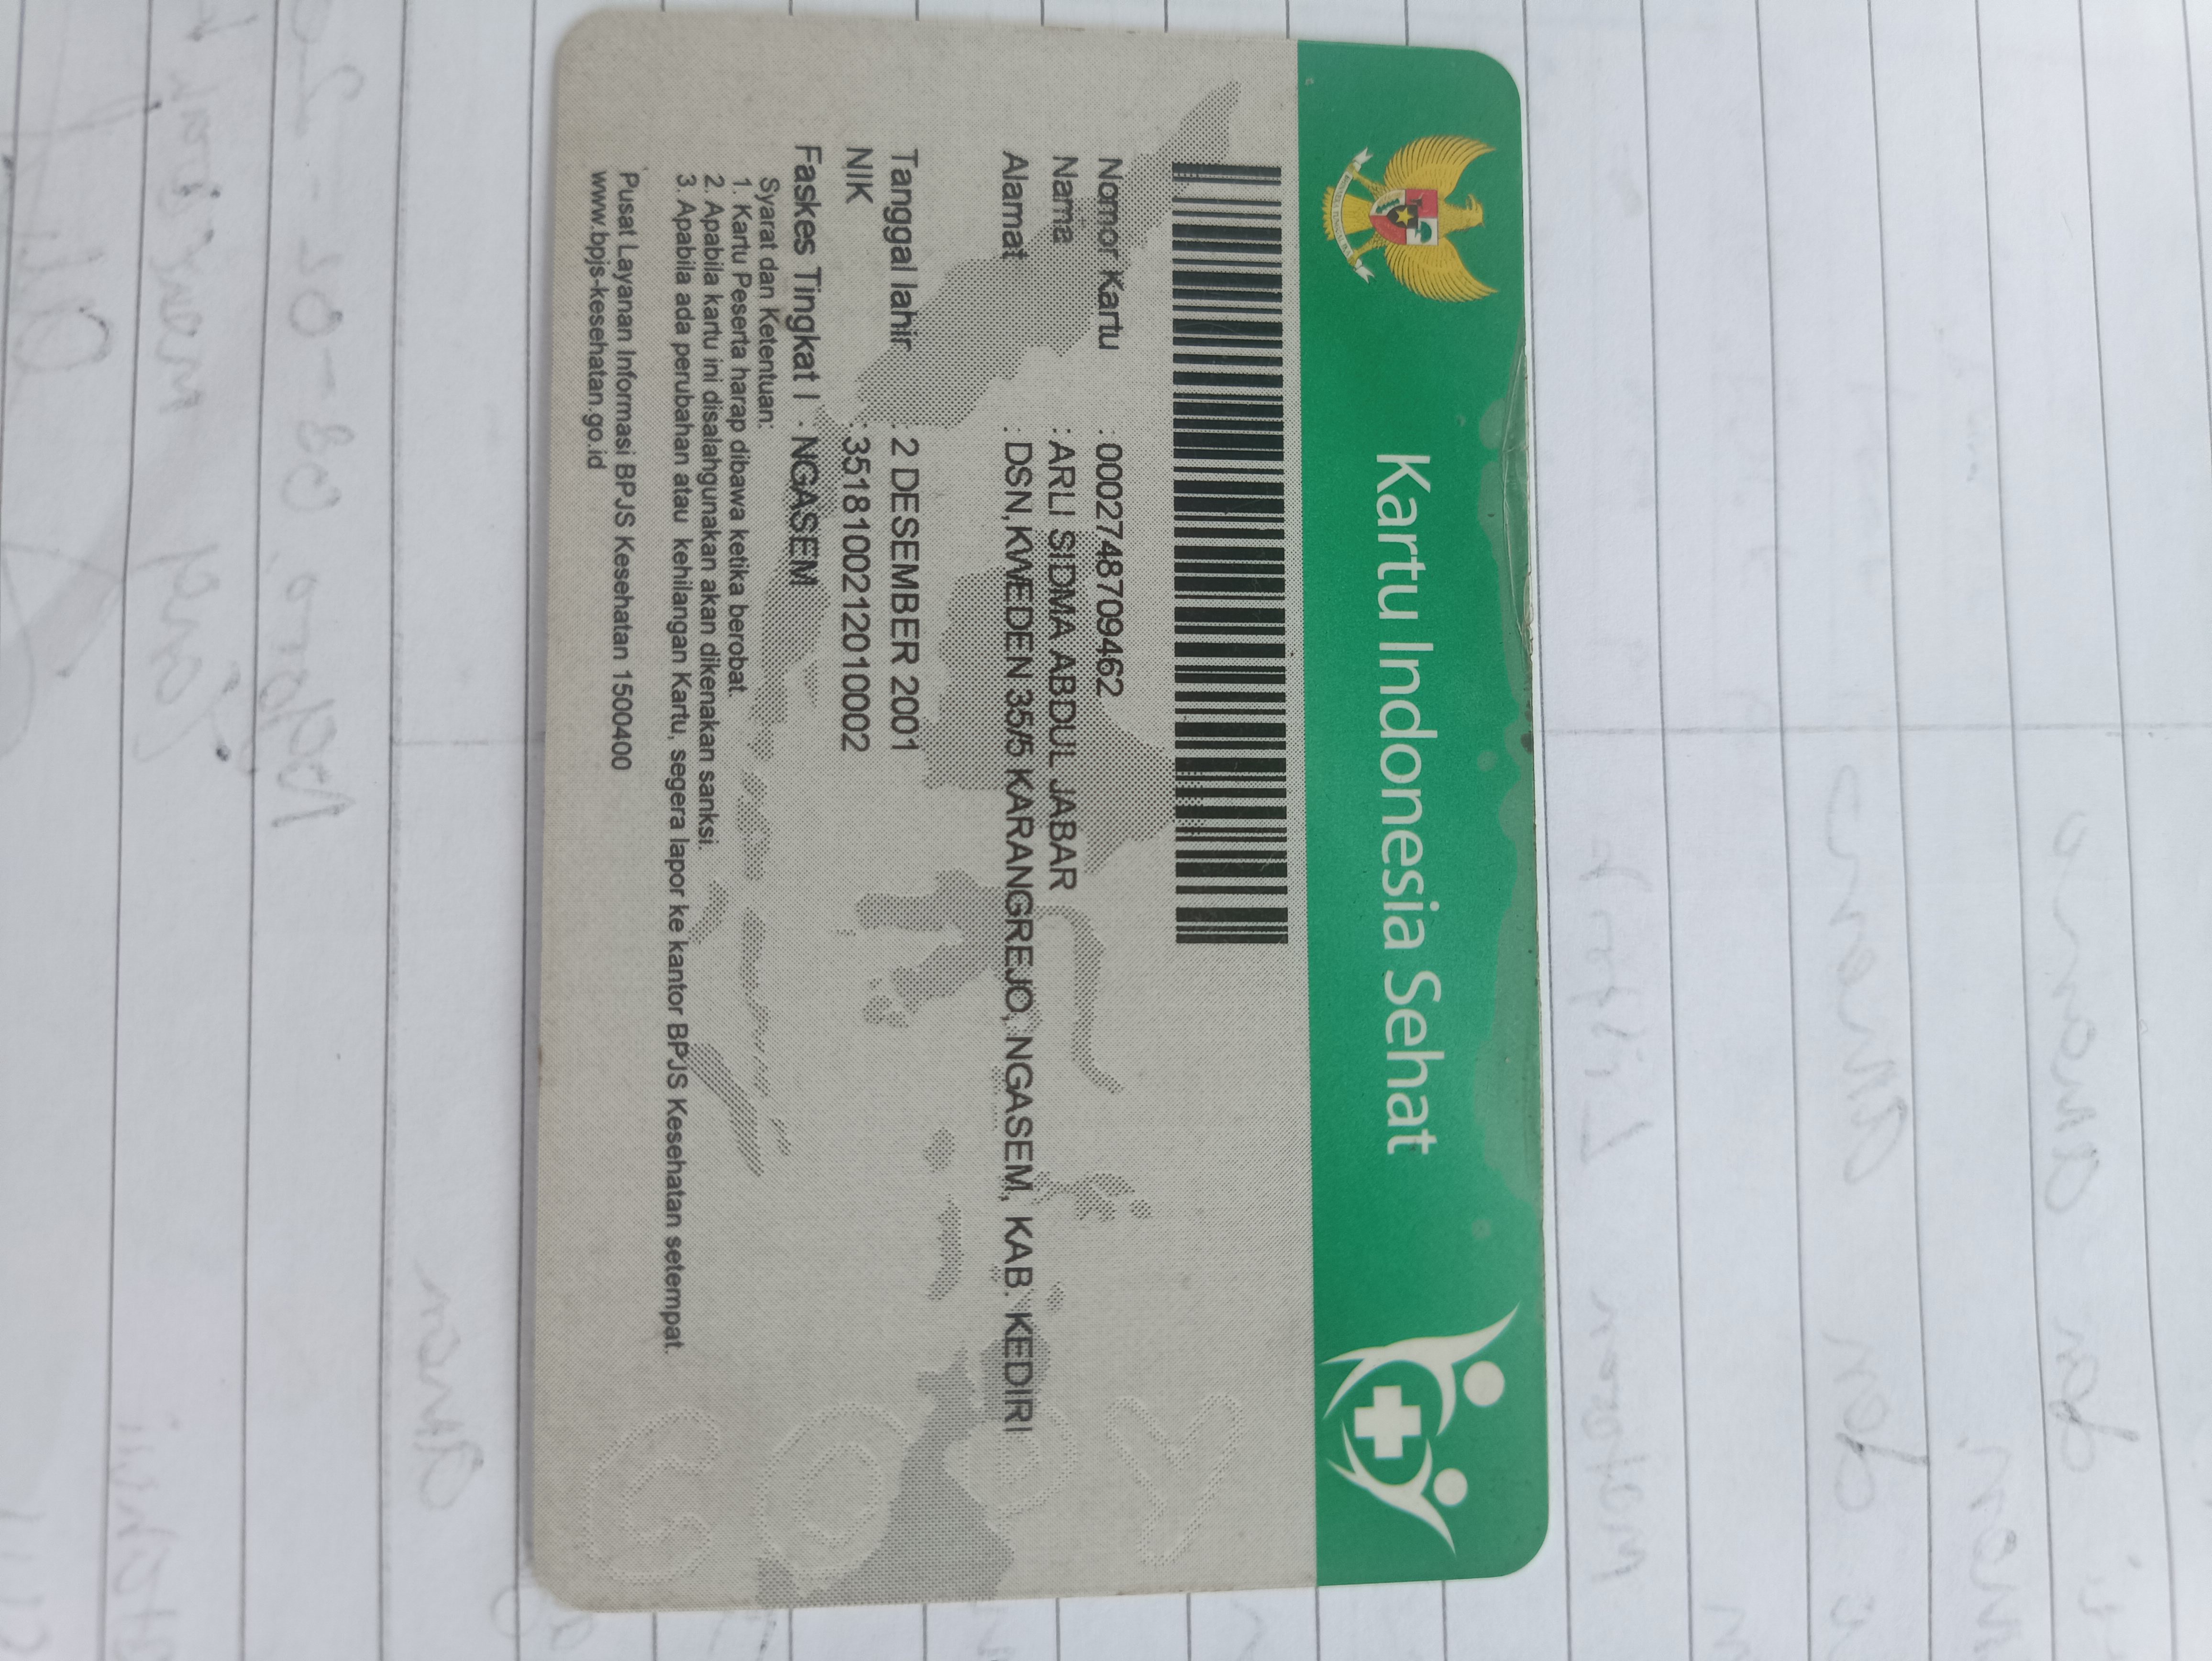 Kartu Indonesia Sehat
Nomor Kartu : 0002748709462
Nama : ARLI SIDMA ABDUL JABAR
Alamat : DSN,KWEDEN 35/5 KARANGREJO, NGASEM, KAB. KEDIRI
Tanggal lahir : 2 DESEMBER 2001
NIK : 3518100212010002
Faskes Tingkat I : NGASEM
Syarat dan Ketentuan:
1. Kartu Peserta harap dibawa ketika berobat.
2. Apabila kartu ini disalahgunakan akan dikenakan sanksi.
3. Apabila ada perubahan atau kehilangan Kartu, segera lapor ke kantor BPJS Kesehatan setempat.
Pusat Layanan Informasi BPJS Kesehatan 1500400
www.bpjs-kesehatan.go.id